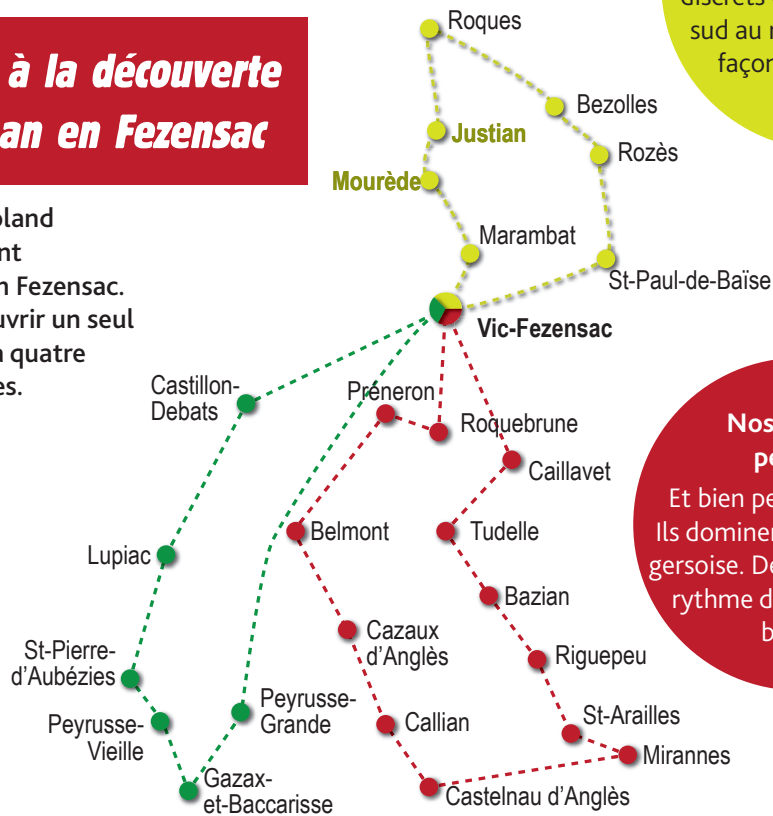 à la découverte
an en Fezensac
oland
nt
n Fezensac.
uvrir un seul
quatre
es.
discrets
sud au
façon
Roques
Bezolles
Justian
Rozès
Mourède
Marambat
St-Paul-de-Baïse
Vic-Fezensac
Castillon-
Debats
Préneron
Roquebrune
Caillavet
Nos
pe
Et bien pe
Ils dominen
gersoise. De
rythme d
b
Belmont
Tudelle
Lupiac
Bazian
Cazaux
d'Anglès
Riguepeu
St-Pierre-
d'Aubézies
Peyrusse-
Vieille
Peyrusse-
Grande
Callian
St-Arailles
Mirannes
Gazax-
et-Baccarisse
Castelnau d'Anglès